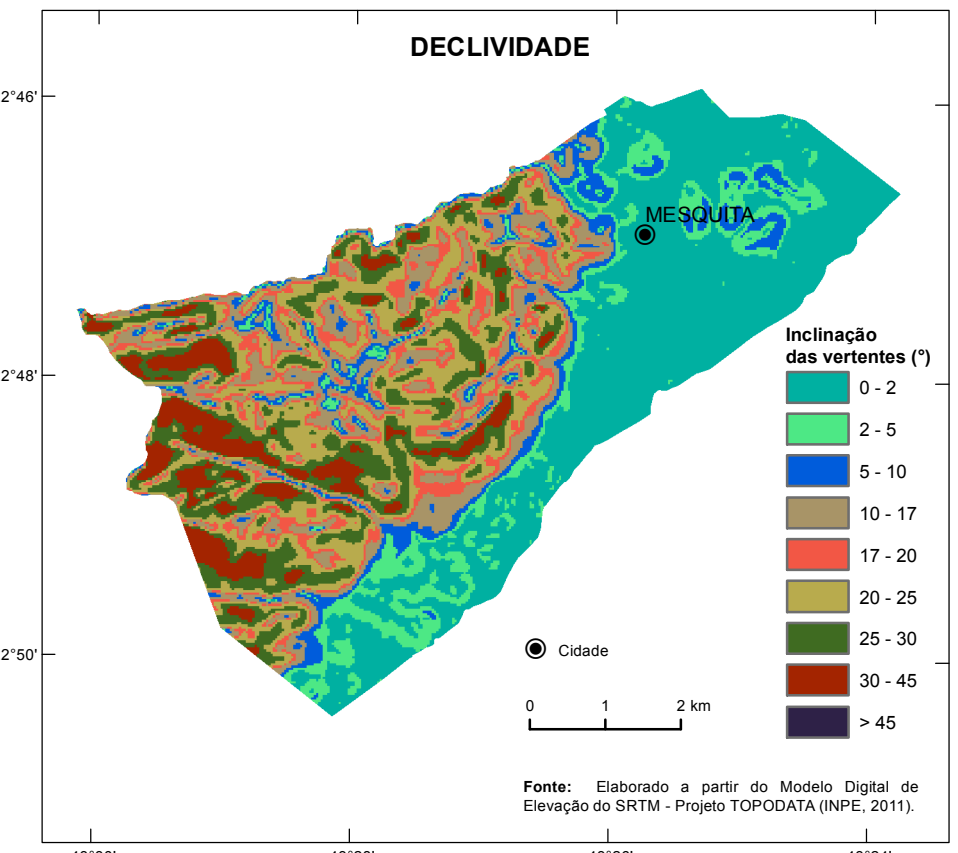 DECLIVIDADE
2°46'
MESQUITA
Inclinação
das vertentes (°)
0 - 2
2°48'
2 - 5
5 - 10
10 - 17
17 - 20
20 - 25
25 - 30
2°50'
Cidade
30 - 45
0 1 2 km
> 45
Fonte: Elaborado a partir do Modelo Digital de
Elevação do SRTM - Projeto TOPODATA (INPE, 2011).